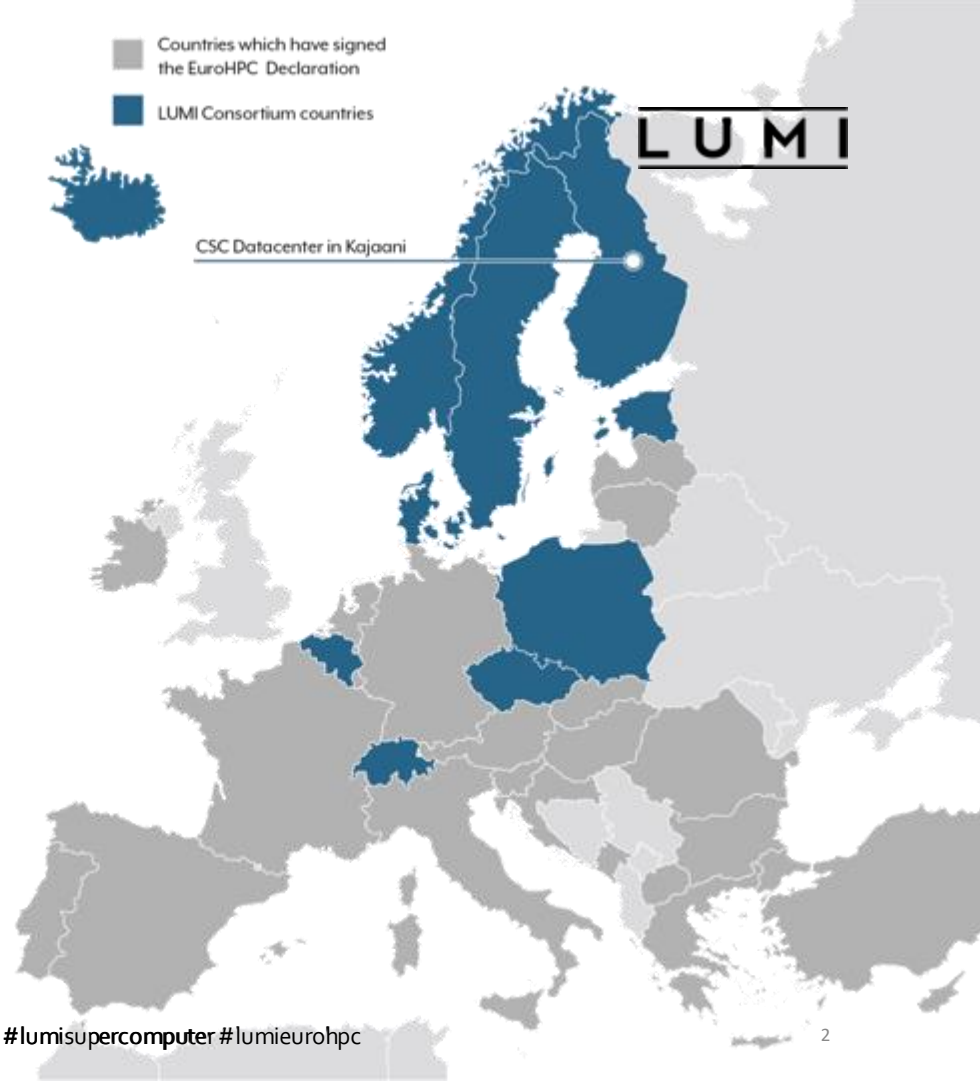 Countries which have signed
the EuroHPC Declaration
LUMI Consortium countries
LUMI
CSC Datacenter in Kajaani
#lumisupercomputer #lumieurohpc
2